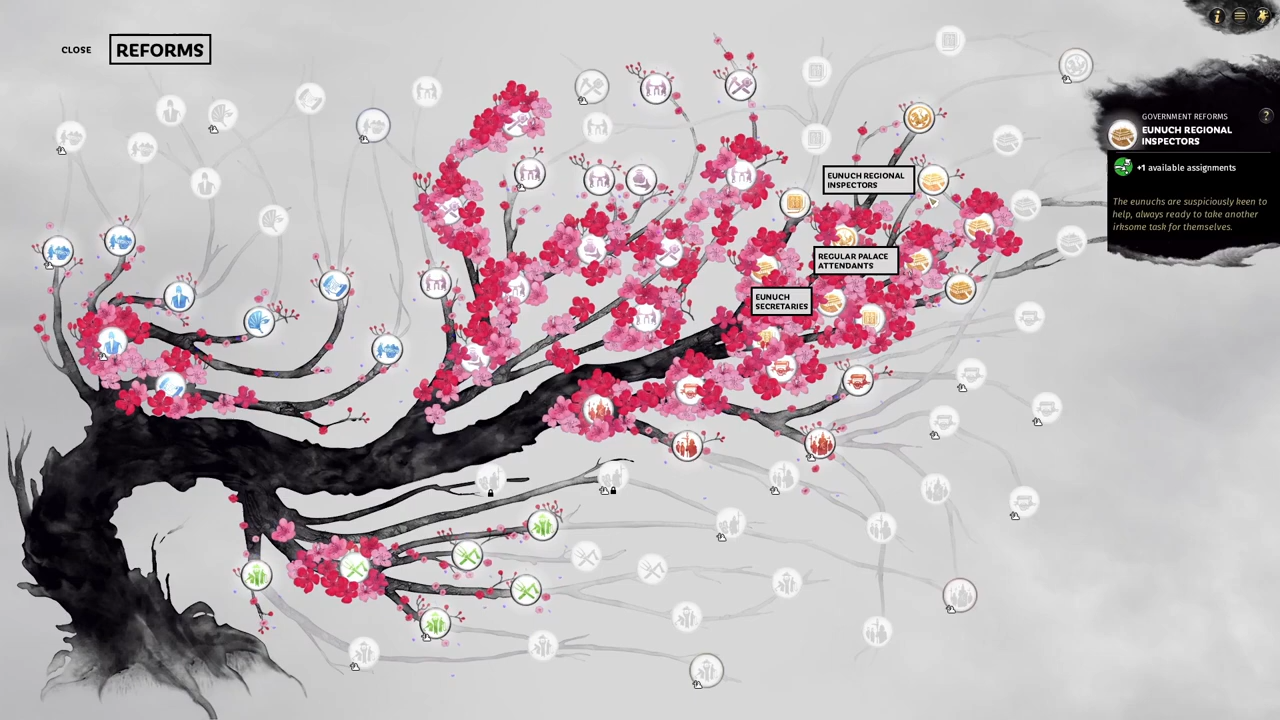 CLOSE
REFORMS
EUNUCH REGIONAL
INSPECTORS
REGULAR PALACE
ATTENDANTS
EUNUCH
SECRETARIES
GOVERNMENT REFORMS
?
EUNUCH REGIONAL
INSPECTORS
+1 available assignments
The eunuchs are suspiciously keen to
help, always ready to take another
irksome task for themselves.